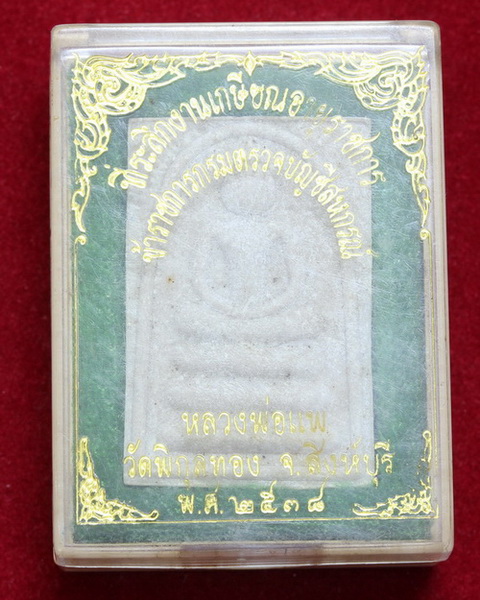 ที่ระลึกงานเกษียณอายุราชการ
ข้าราชการกรมตรวจบัญชีสหกรณ์
หลวงพ่อแพ
วัดพิกุลทอง จ.สิงห์บุรี
พ.ศ.๒๕๓๘